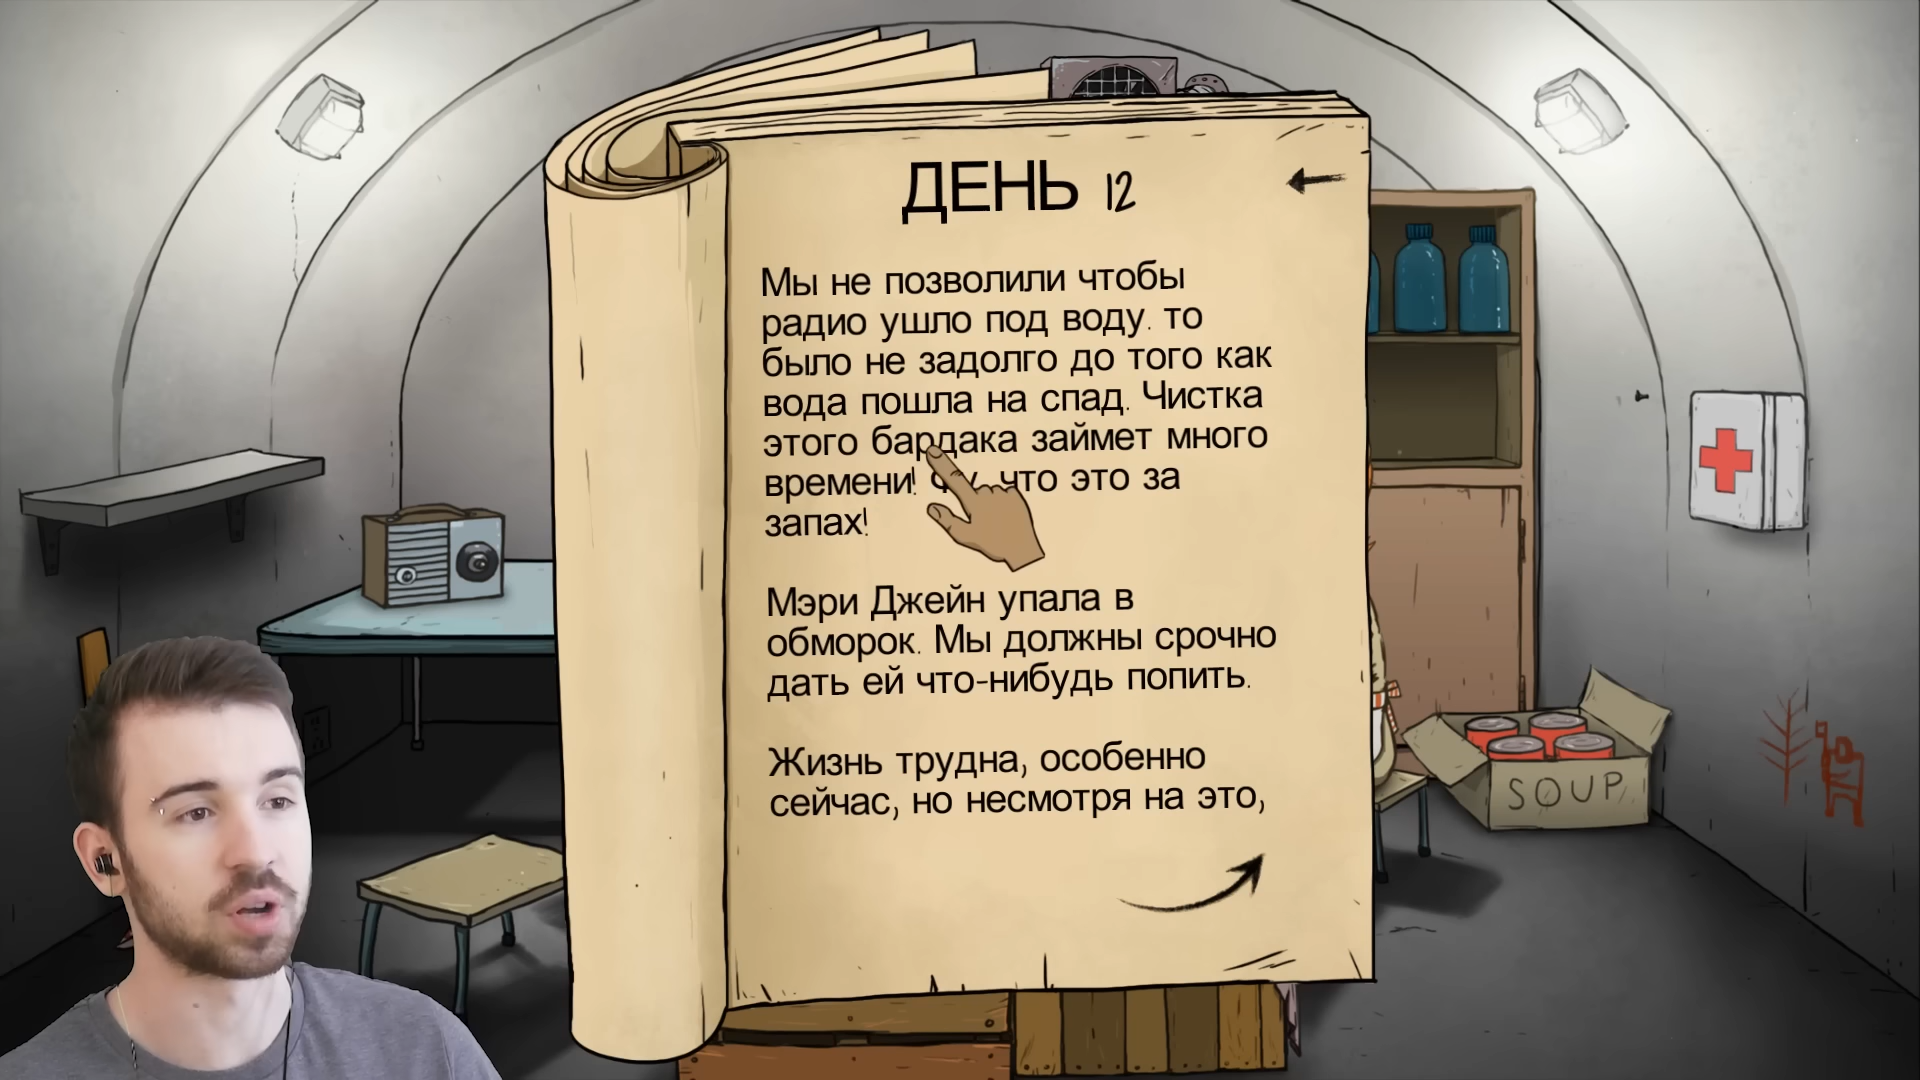 ДЕНЬ 12
Мы не позволили чтобы
радио ушло под воду. то
было не задолго до того как
вода пошла на спад. Чистка
этого бардака займет много
времени! что это за
запах!
Мэри Джейн упала в
обморок. Мы должны срочно
дать ей что-нибудь попить.
Жизнь трудна, особенно
сейчас, но несмотря на это,
SOUP